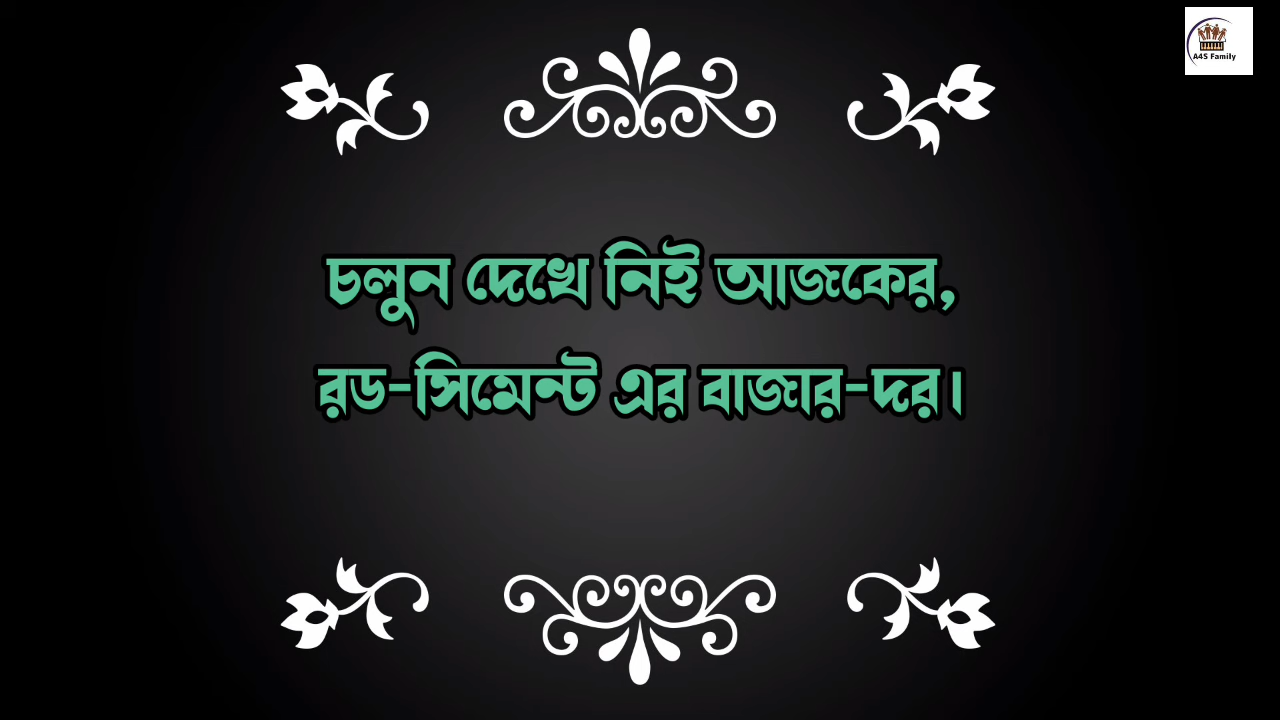 A4S Family
চলুন দেখে নিই আজকের,
রড-সিমেন্ট এর বাজার-দর।